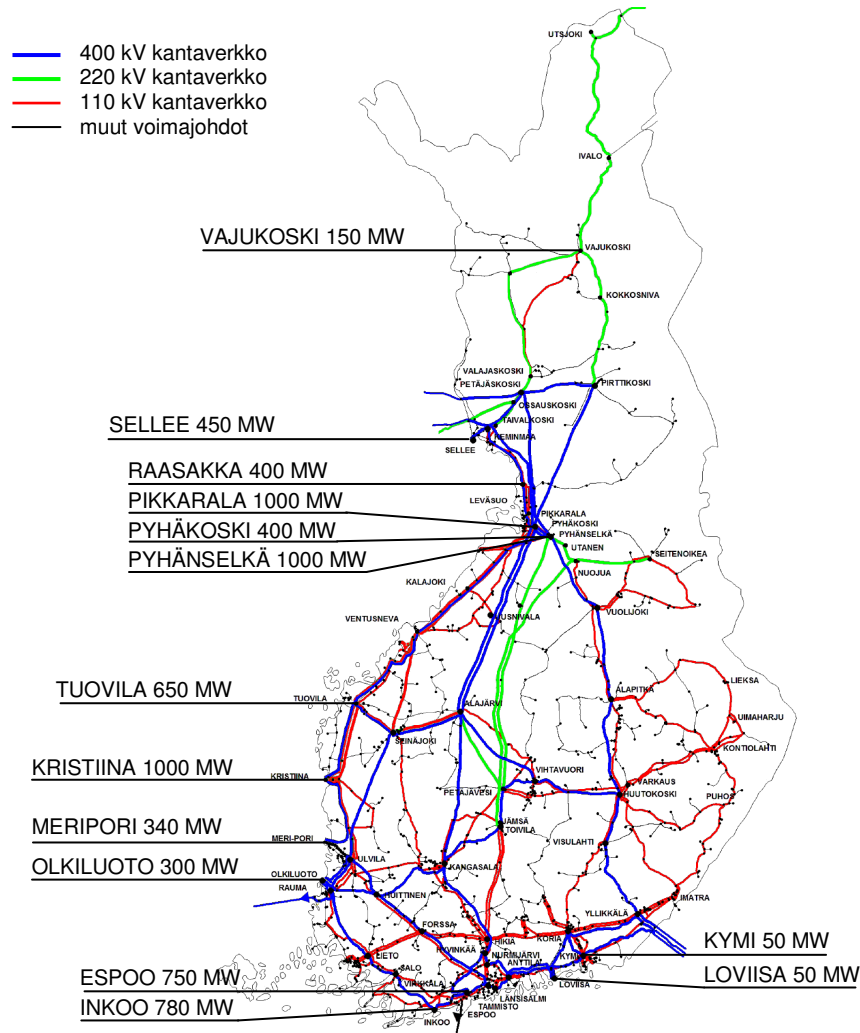 400 kV kantaverkko
220 kV kantaverkko
110 kV kantaverkko
muut voimajohdot
UTSJOKI
IVALO
VAJUKOSKI 150 MW
VAJUKOSKI
KOKKOSNIVA
VALAJASKOSKI
PETÄJÄSKOSKI
PIRTTIKOSKI
OSSAUSKOSKI
TAIVALKOSKI
SELLEE 450 MW
KEMINMAA
SELLEE
RAASAKKA 400 MW
LEVÄSUO
PIKKARALA 1000 MW
PIKKARALA
PYHÄKOSKI 400 MW
PYHÄKOSKI
PYHÄNSELKÄ
PYHÄNSELKÄ 1000 MW
UTANEN
SEITENOIKEA
NUOJUA
KALAJOKI
UUSNIVALA
VUOLIJOKI
VENTUSNEVA
TUOVILA 650 MW
TUOVILA
ALAPITKA
LIEKSA
ALAJÄRVI
UIMAHARJU
SEINÄJOKI
KONTIOLAHTI
KRISTIINA 1000 MW
KRISTIINA
VIHTAVUORI
VARKAUS
PETÄJÄVESI
HUUTOKOSKI
PUHOS
MERIPORI 340 MW
JÄMSÄ
TOIVILA
MERI-PORI
VISULAHTI
OLKILUOTO 300 MW
ULVILA
KANGASALA
OLKILUOTO
RAUMA
HUITTINEN
IMATRA
YLLIKKÄLÄ
FORSSA
HIKIA
KORIA
KYMI 50 MW
HYVINKÄÄ
NURMIJÄRVI
ANTTILA
KYMI
LIETO
SALO
VIRKKALA
LOVIISA 50 MW
LOVIISA
ESPOO 750 MW
LÄNSISALMI
TAMMISTO
ESPOO
INKOO 780 MW
INKOO